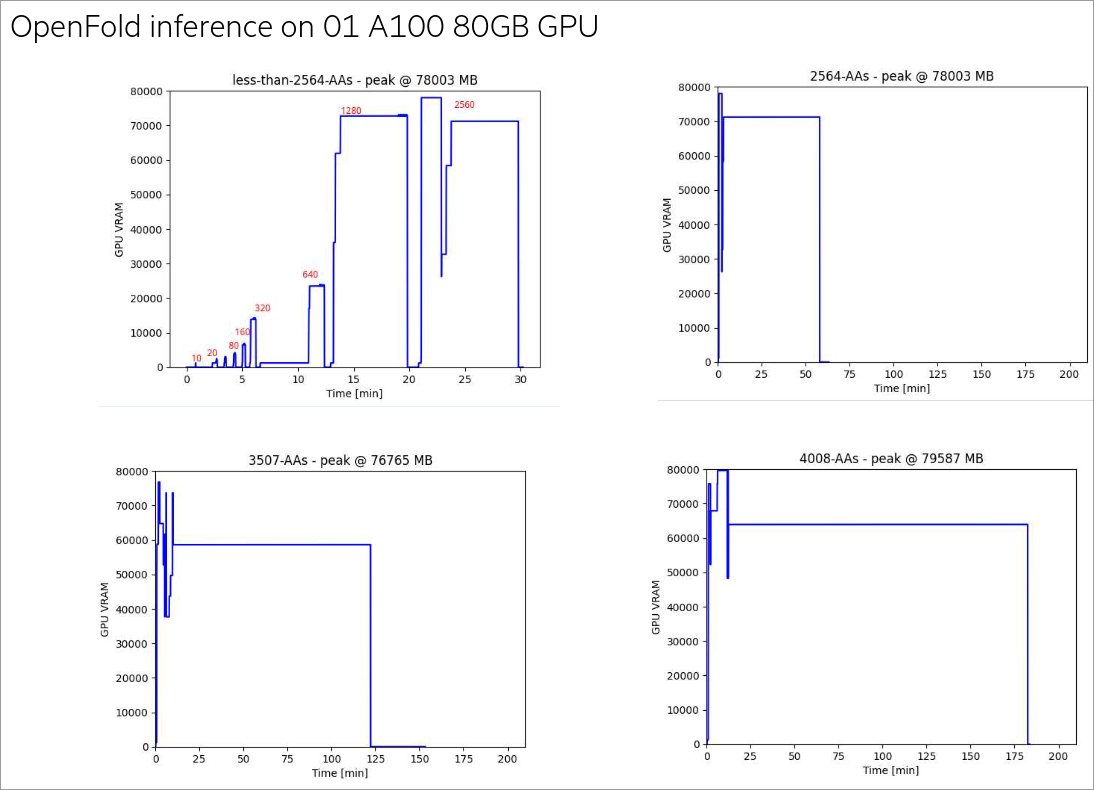 OpenFold inference on 01 A100 80GB GPU
less-than-2564-AAs - peak @ 78003 MB
80000
70000
60000
50000
40000
30000
20000
10000
0
GPU VRAM
10
20
80
160
320
640
1280
2560
0 5 10 15 20 25 30
Time [min]
2564-AAs - peak @ 78003 MB
80000
70000
60000
50000
40000
30000
20000
10000
0
GPU VRAM
0 25 50 75 100 125 150 175 200
Time [min]
3507-AAs - peak @ 76765 MB
80000
70000
60000
50000
40000
30000
20000
10000
0
GPU VRAM
0 25 50 75 100 125 150 175 200
Time [min]
4008-AAs - peak @ 79587 MB
80000
70000
60000
50000
40000
30000
20000
10000
0
GPU VRAM
0 25 50 75 100 125 150 175 200
Time [min]